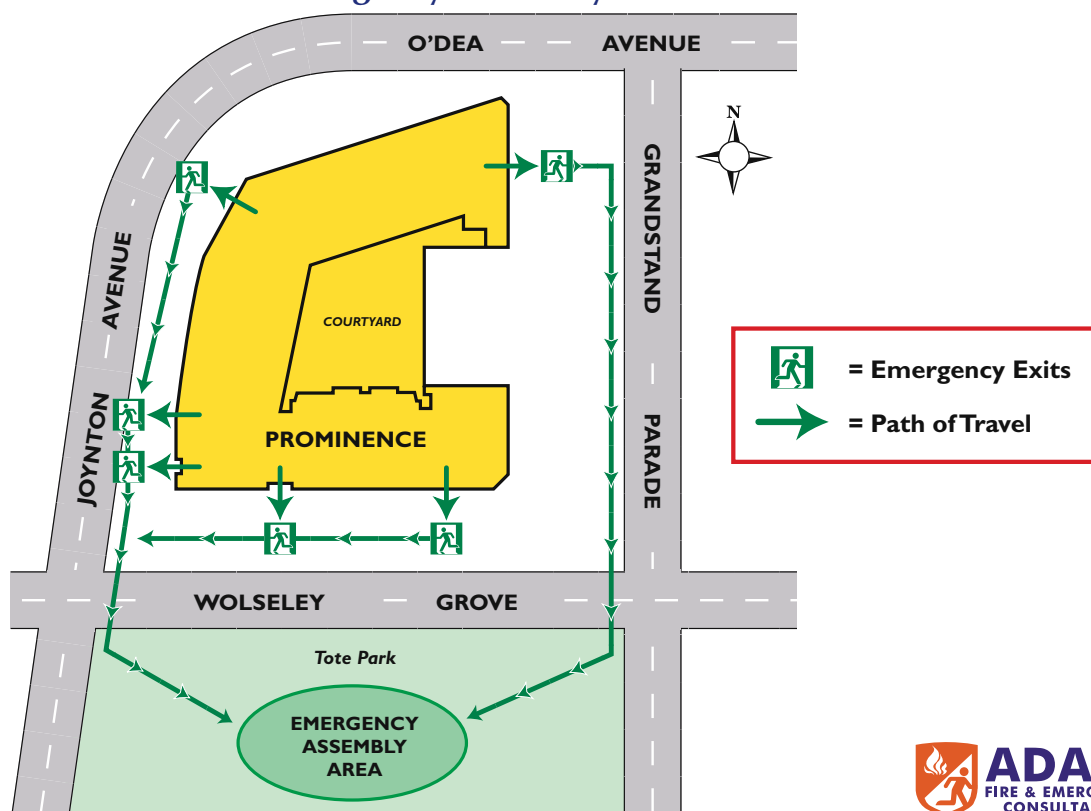 O'DEA AVENUE
N
GRANDSTAND PARADE
JOYNTON AVENUE
COURTYARD
PROMINENCE
= Emergency Exits
= Path of Travel
WOLSELEY GROVE
Tote Park
EMERGENCY
ASSEMBLY
AREA
ADA
FIRE & EMERG
CONSULTA